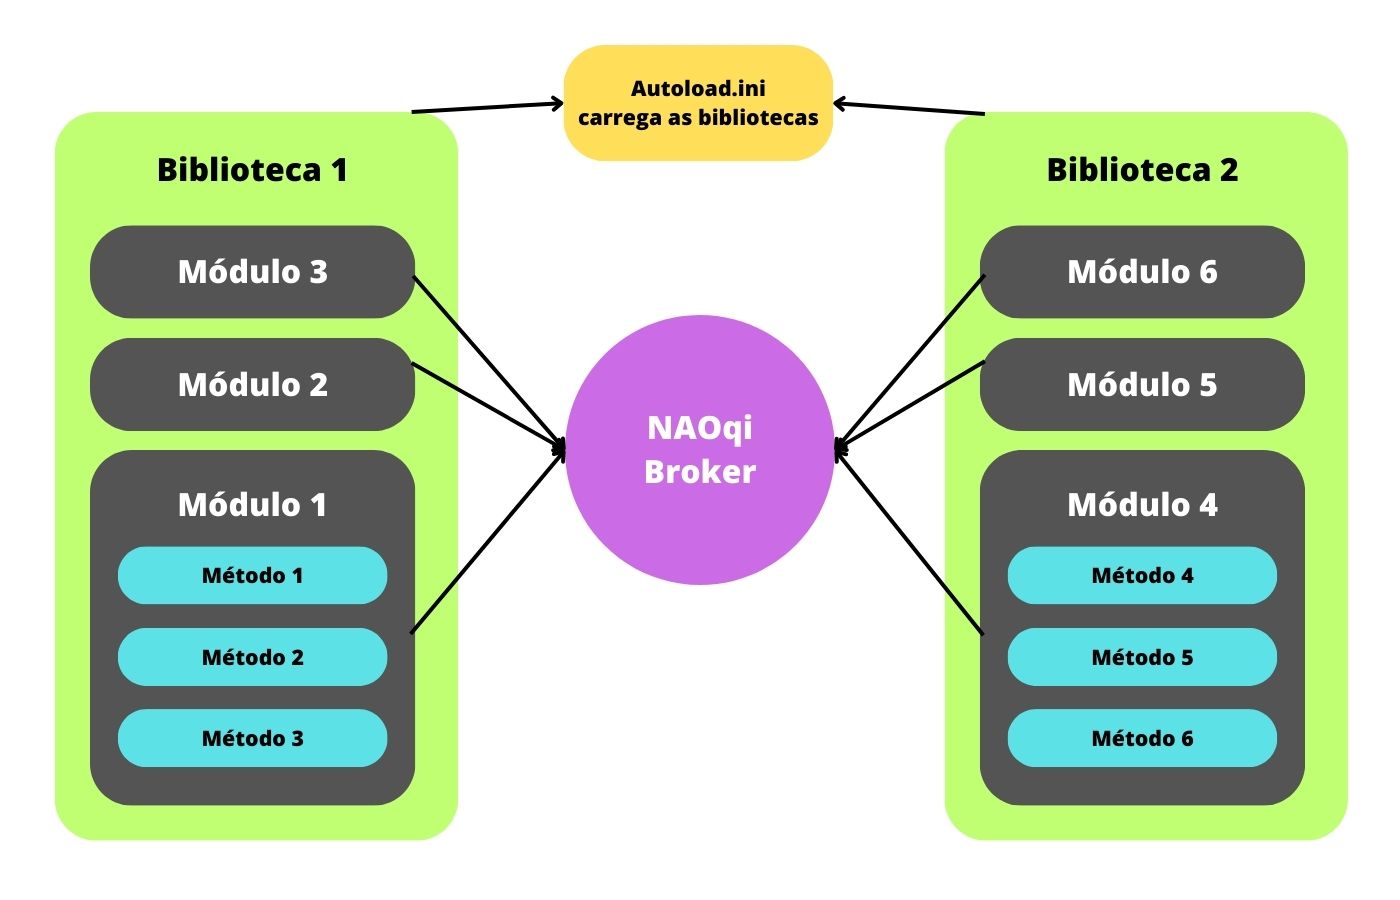 Autoload.ini
carrega as bibliotecas
Biblioteca 1
Módulo 3
Módulo 2
Módulo 1
Método 1
Método 2
Método 3
NAOqi
Broker
Biblioteca 2
Módulo 6
Módulo 5
Módulo 4
Método 4
Método 5
Método 6